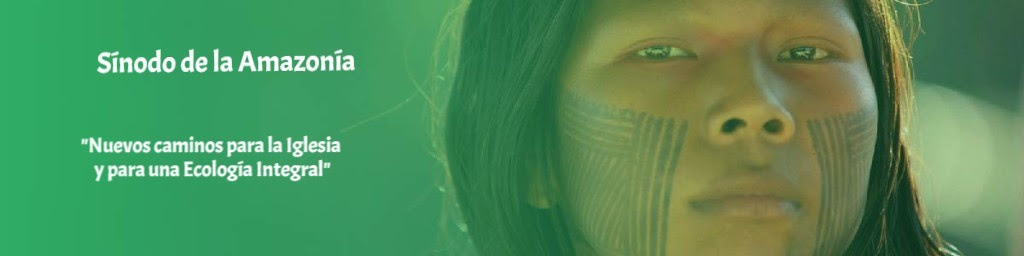 Sínodo de la Amazonía
"Nuevos caminos para la Iglesia
y para una Ecología Integral"